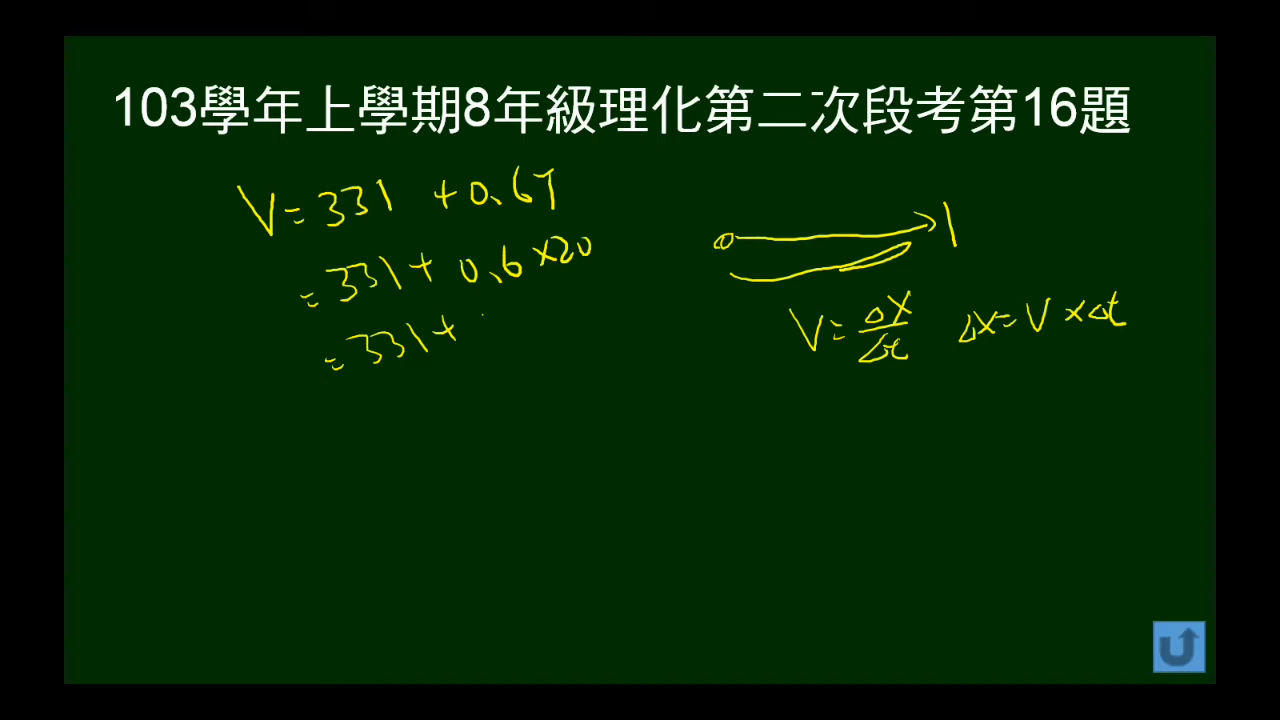 103學年上學期8年級理化第二次段考第16題
V=331 +0.6T
=331+ 0.6×20
=331+
V=ΔX/Δt ΔX=V×Δt